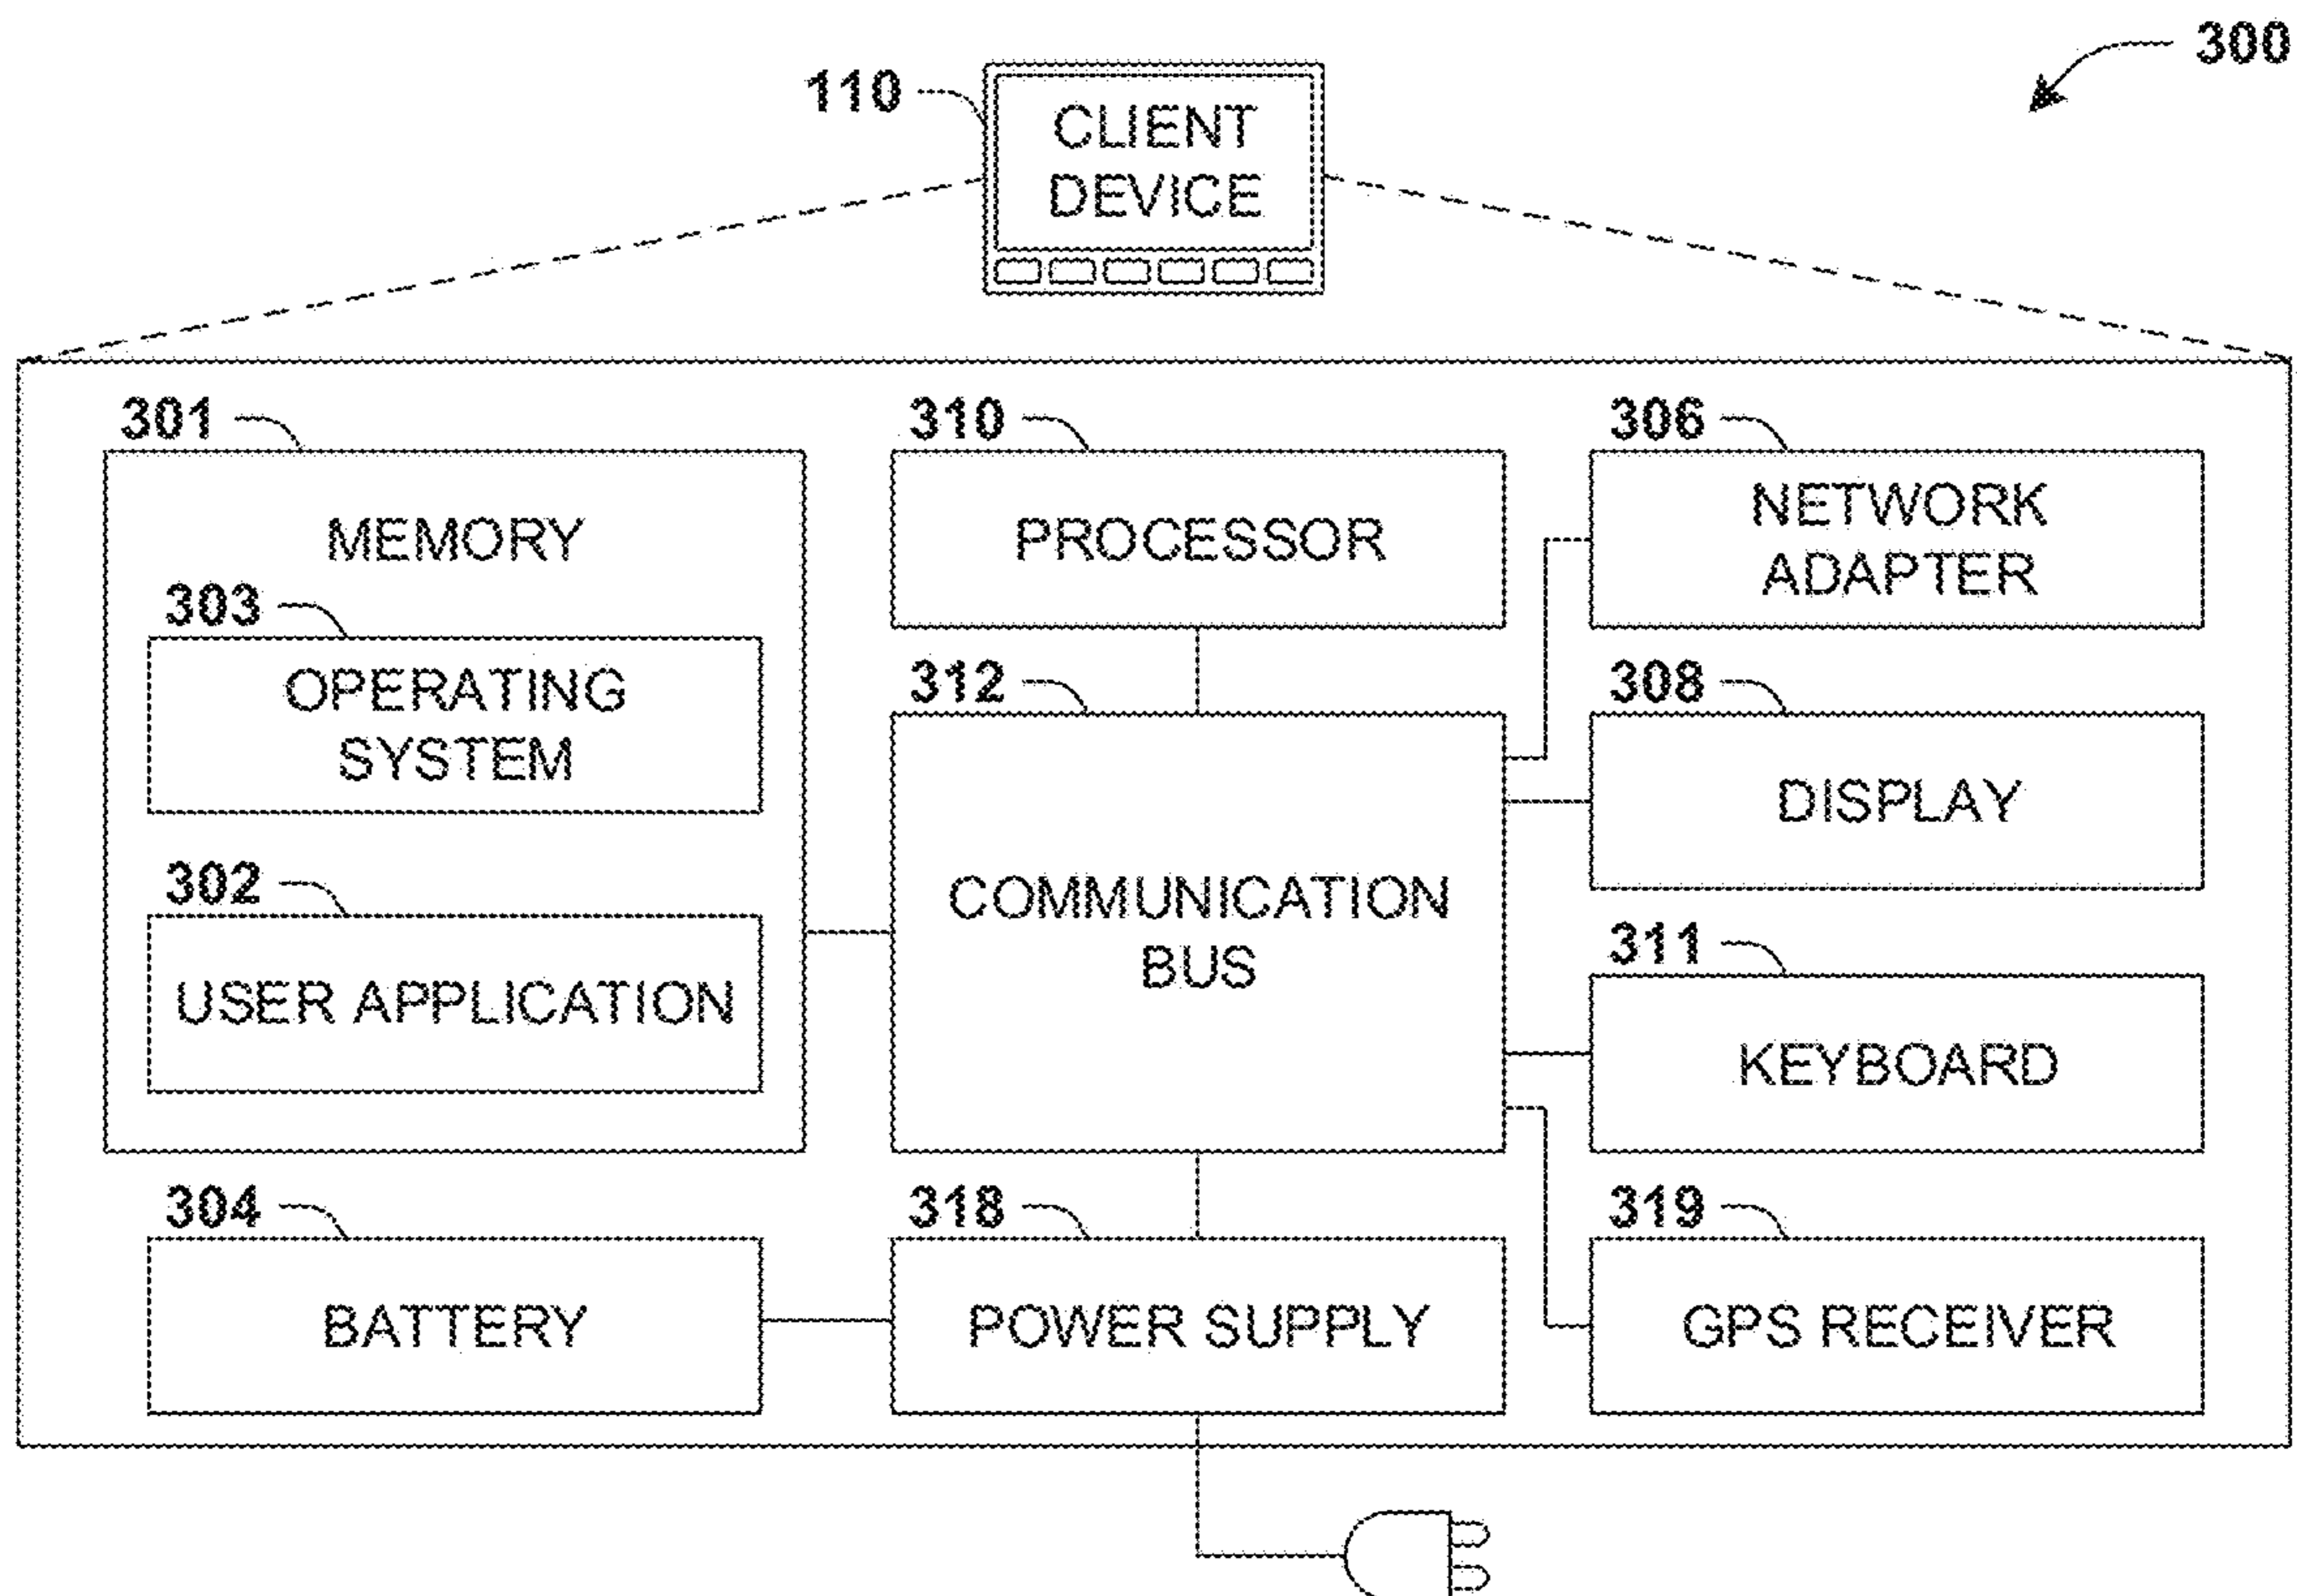 300
110
CLIENT
DEVICE
301
310
306
MEMORY
PROCESSOR
NETWORK
ADAPTER
303
OPERATING
SYSTEM
312
308
DISPLAY
302
USER APPLICATION
COMMUNICATION
BUS
311
KEYBOARD
304
318
319
BATTERY
POWER SUPPLY
GPS RECEIVER